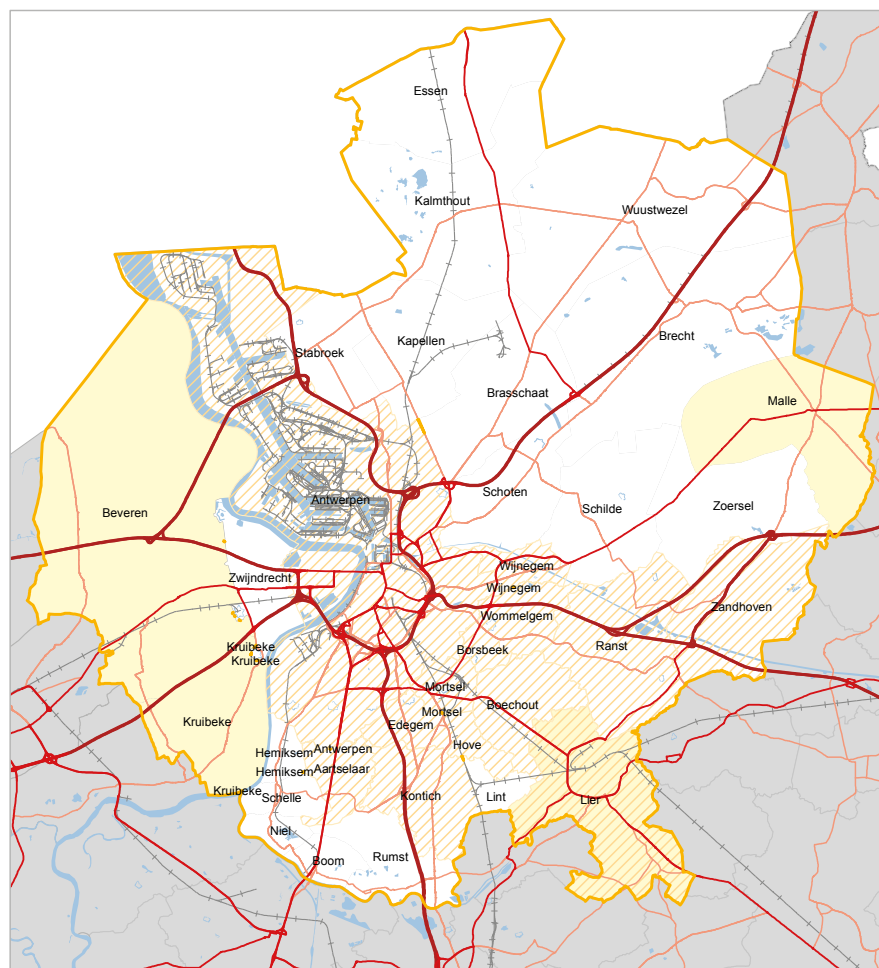 Essen
Kalmthout
Wuustwezel
Kapellen
Brecht
Stabroek
Brasschaat
Malle
Antwerpen
Schoten
Schilde
Zoersel
Beveren
Wijnegem
Zwijndrecht
Wijnegem
Zandhoven
Wommelgem
Kruibeke
Ranst
Borsbeek
Kruibeke
Mortsel
Boechout
Mortsel
Kruibeke
Edegem
Hove
Antwerpen
Hemiksem
Hemiksem
Aartselaar
Kruibeke
Schelle
Kontich
Lint
Lier
Niel
Rumst
Boom